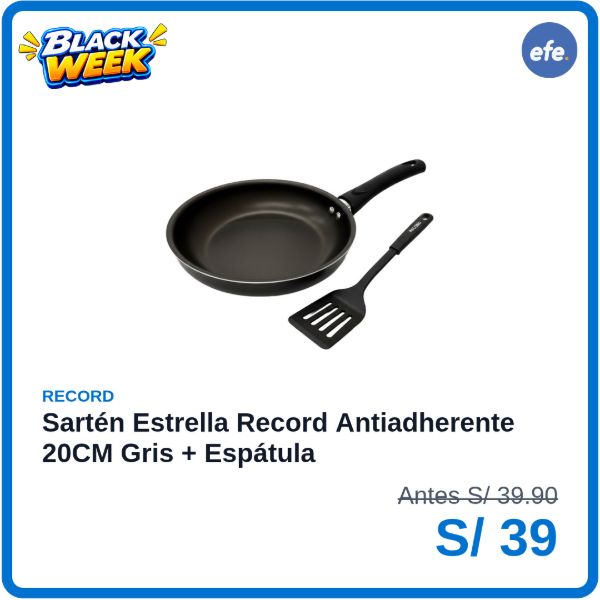 BLACK
WEEK
efe.
RECORD
Sartén Estrella Record Antiadherente
20CM Gris + Espátula
Antes S/ 39.90
S/ 39